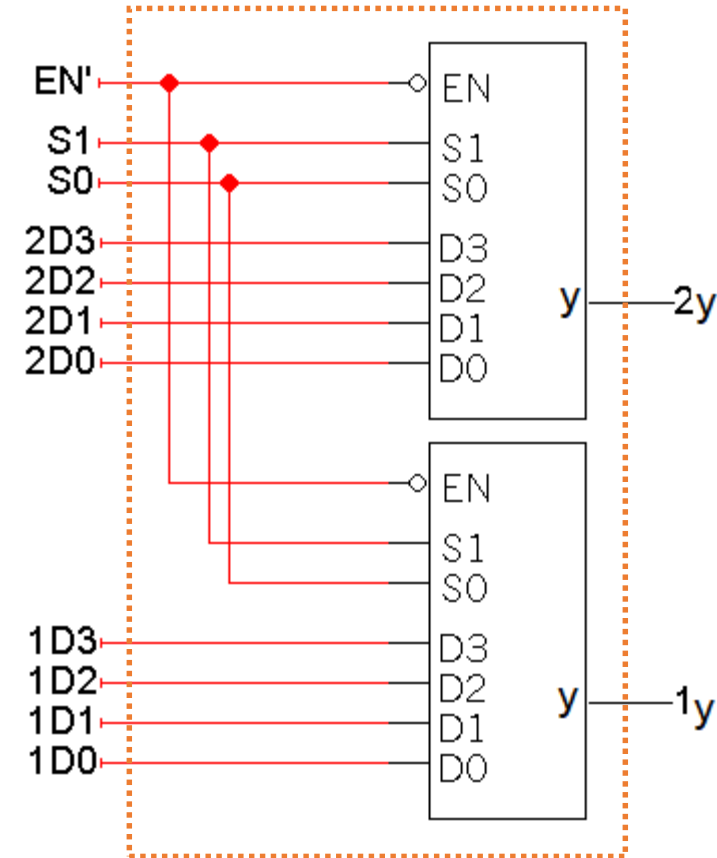 EN' EN
S1 S1
S0 S0
2D3 D3
2D2 D2
y 2y
2D1 D1
2D0 D0
EN
S1
S0
1D3 D3
1D2 D2
y 1y
1D1 D1
1D0 D0